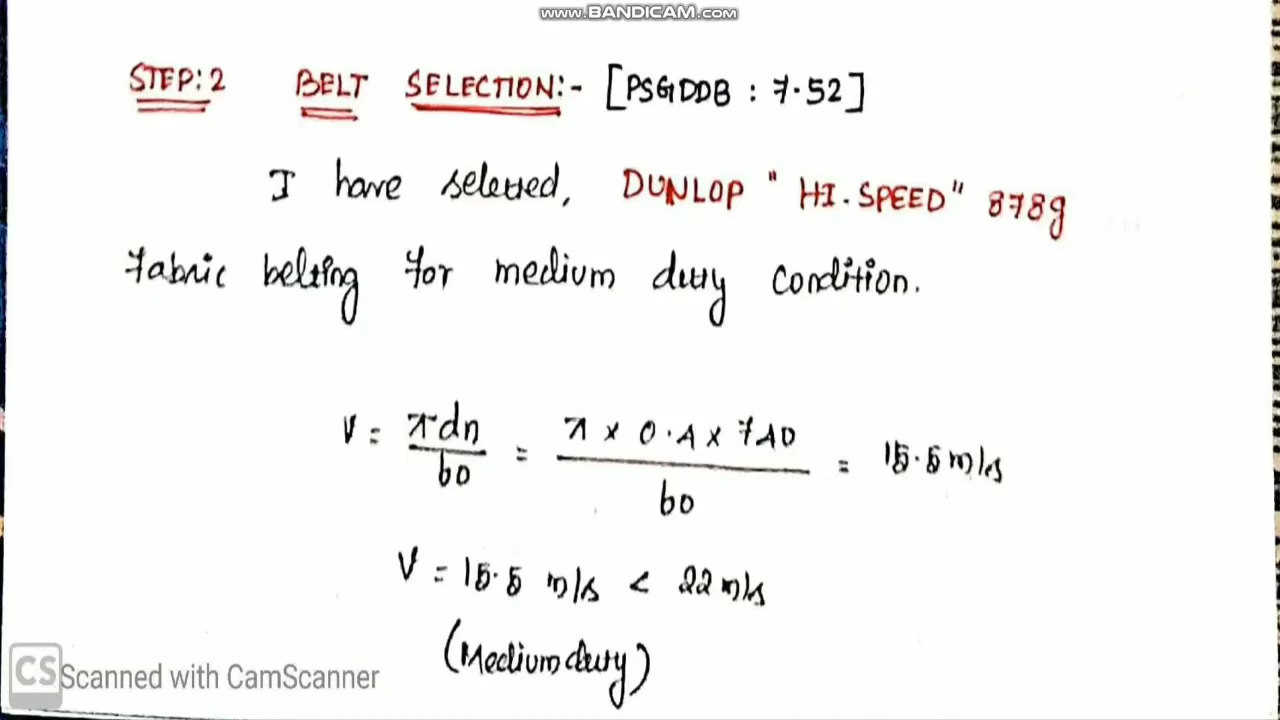 www.BANDICAM.com
STEP:2 BELT SELECTION:- [PSGDDB : 7.52]
I have selected, DUNLOP "HI.SPEED" 878g
fabric belting for medium duty condition.
V = πdn/60 = π × 0.4 × 740/60 = 15.5 m/s
V = 15.5 m/s < 22 m/s
(Medium duty)
CS Scanned with CamScanner